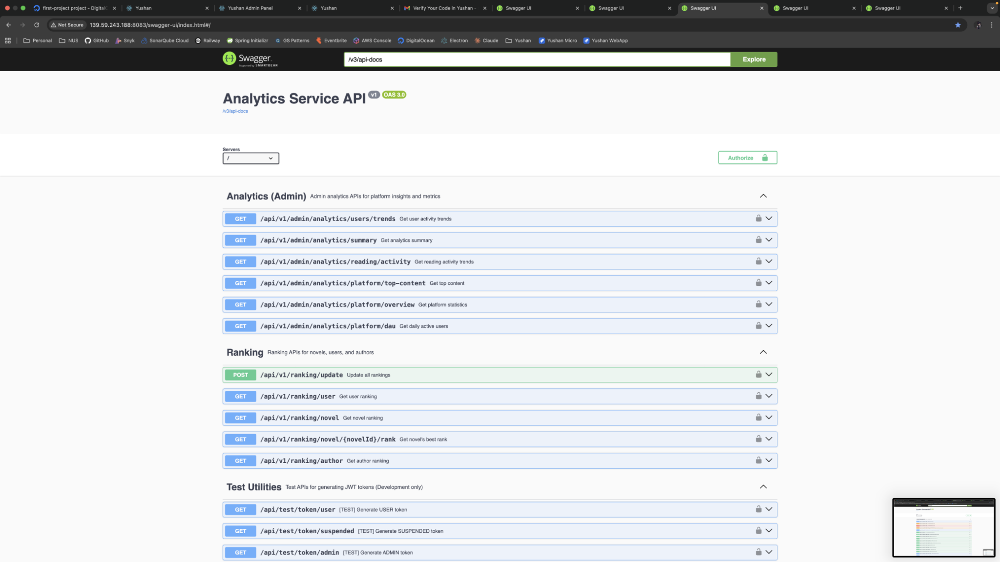 first-project project - DigitalO
Yushan
Yushan Admin Panel
Yushan
Verify Your Code in Yushan -
Swagger UI
Swagger UI
Swagger UI
Swagger UI
Swagger UI
Not Secure 139.59.243.188:8083/swagger-ui/index.html#/
Personal NUS GitHub Snyk SonarQube Cloud Railway Spring Initializr GS Patterns Eventbrite AWS Console DigitalOcean Electron Claude Yushan Yushan Micro Yushan WebApp
Swagger.
Supported by SMARTBEAR
/v3/api-docs
Explore
Analytics Service API v1 OAS 3.0
/v3/api-docs
Servers
/
Authorize
Analytics (Admin) Admin analytics APIs for platform insights and metrics
GET /api/v1/admin/analytics/users/trends Get user activity trends
GET /api/v1/admin/analytics/summary Get analytics summary
GET /api/v1/admin/analytics/reading/activity Get reading activity trends
GET /api/v1/admin/analytics/platform/top-content Get top content
GET /api/v1/admin/analytics/platform/overview Get platform statistics
GET /api/v1/admin/analytics/platform/dau Get daily active users
Ranking Ranking APIs for novels, users, and authors
POST /api/v1/ranking/update Update all rankings
GET /api/v1/ranking/user Get user ranking
GET /api/v1/ranking/novel Get novel ranking
GET /api/v1/ranking/novel/{novelId}/rank Get novel's best rank
GET /api/v1/ranking/author Get author ranking
Test Utilities Test APIs for generating JWT tokens (Development only)
GET /api/test/token/user [TEST] Generate USER token
GET /api/test/token/suspended [TEST] Generate SUSPENDED token
GET /api/test/token/admin [TEST] Generate ADMIN token